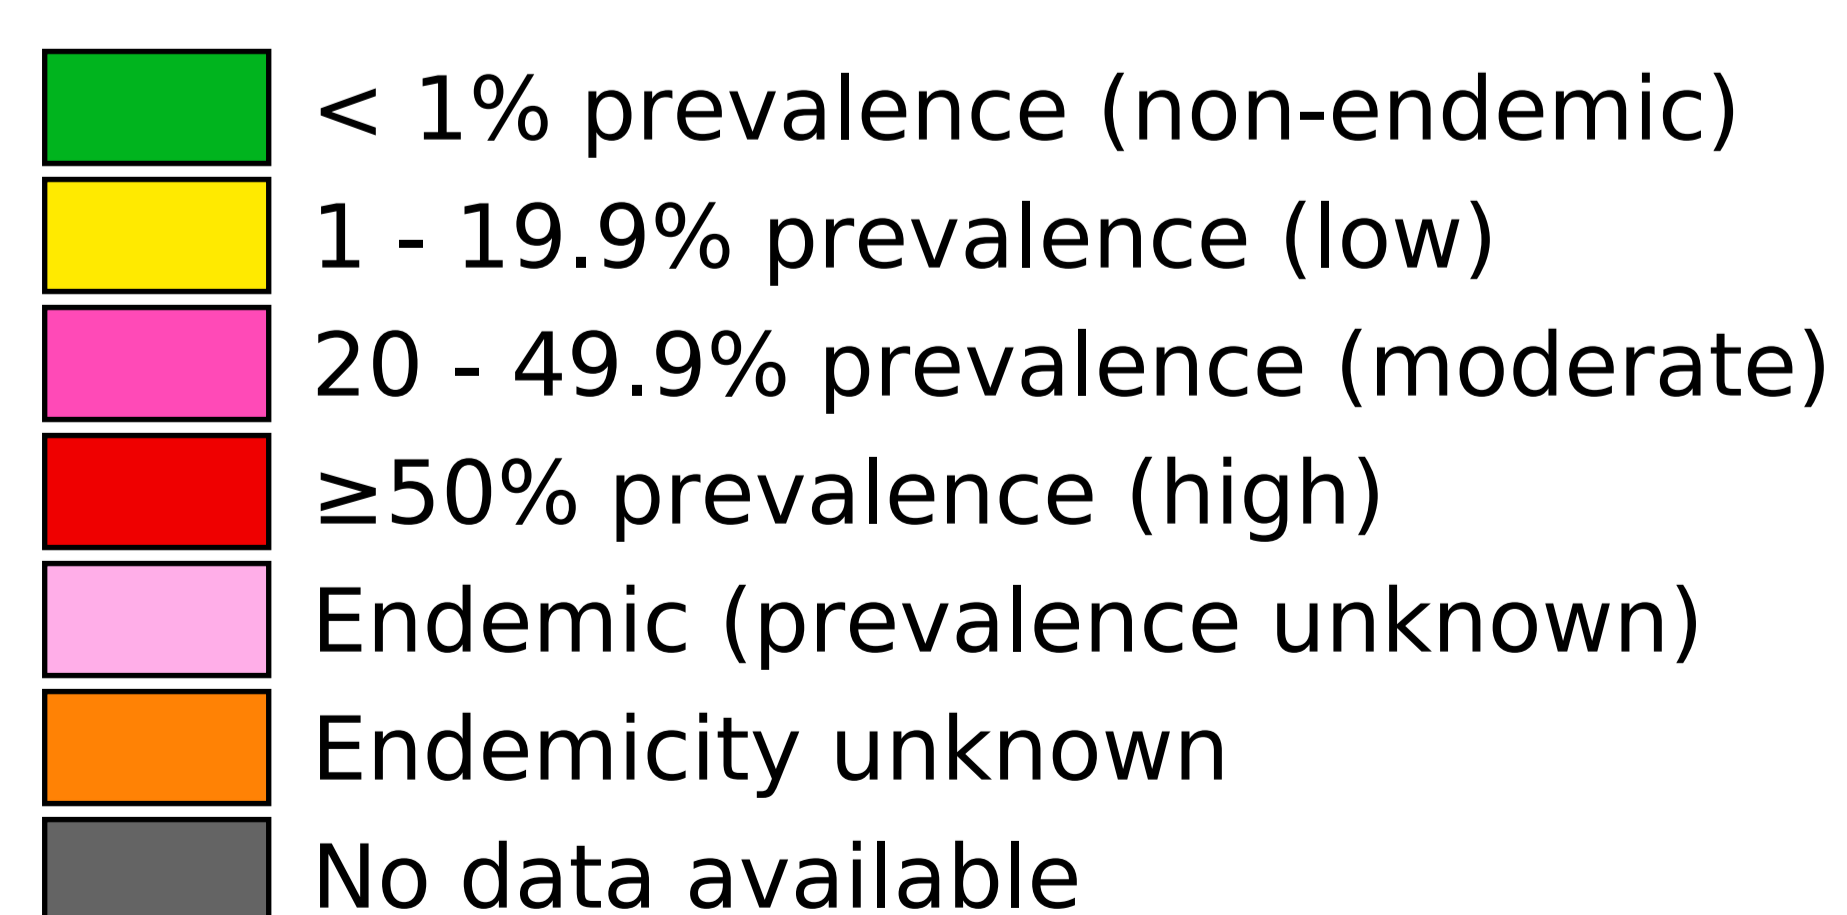 < 1% prevalence (non-endemic)
1 - 19.9% prevalence (low)
20 - 49.9% prevalence (moderate)
≥50% prevalence (high)
Endemic (prevalence unknown)
Endemicity unknown
No data available